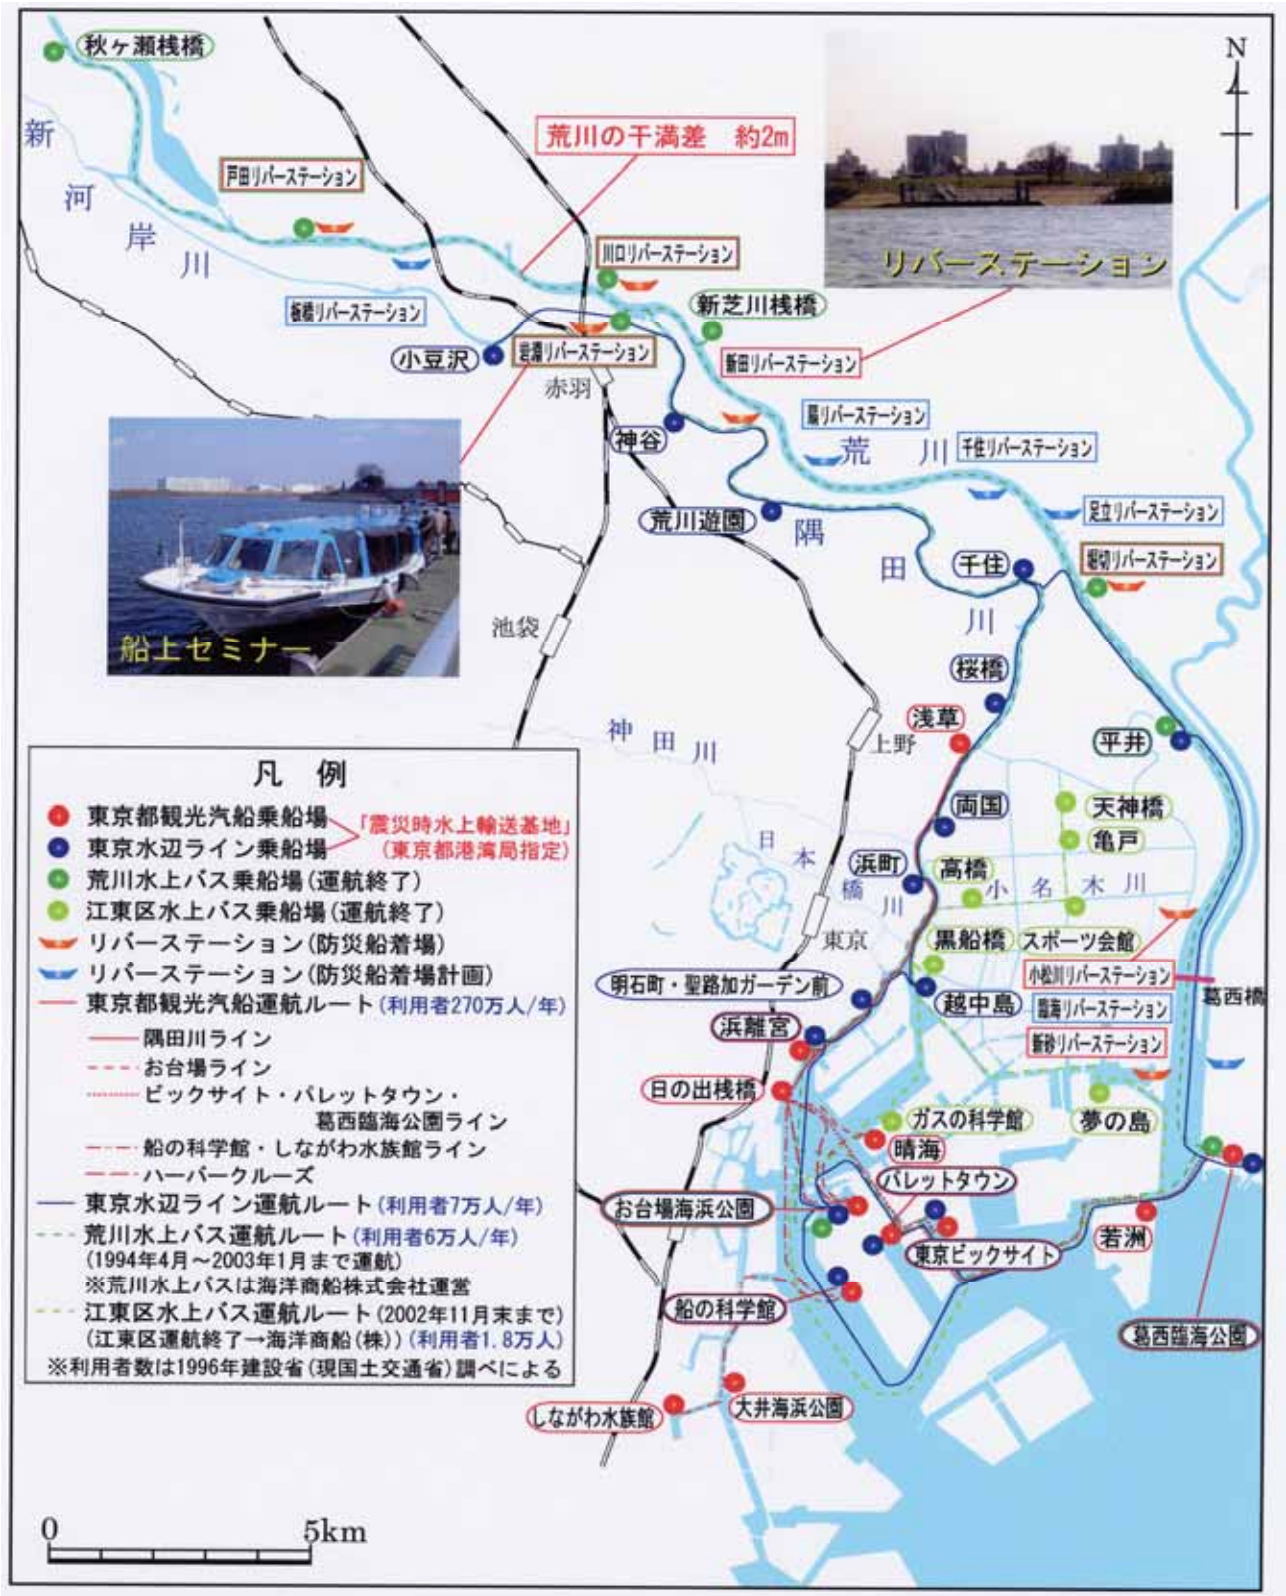 秋ヶ瀬桟橋
N
新
河
岸
川
戸田リバーステーション
荒川の干満差 約2m
リバーステーション
川口リバーステーション
板橋リバーステーション
新芝川桟橋
小豆沢
岩淵リバーステーション
新田リバーステーション
赤羽
神谷
荒川
千住リバーステーション
荒川遊園
隅
田
川
足立リバーステーション
千住
堀切リバーステーション
船上セミナー
池袋
桜橋
浅草
上野
平井
神田川
両国
天神橋
亀戸
日
本
橋
川
浜町
高橋
小名木川
東京
黒船橋
スポーツ会館
明石町・聖路加ガーデン前
越中島
小松川リバーステーション
葛西橋
臨海リバーステーション
新砂リバーステーション
浜離宮
日の出桟橋
ガスの科学館
夢の島
晴海
パレットタウン
お台場海浜公園
東京ビックサイト
若洲
船の科学館
葛西臨海公園
大井海浜公園
しながわ水族館
凡 例
東京都観光汽船乗船場
東京水辺ライン乗船場
「震災時水上輸送基地」
(東京都港湾局指定)
荒川水上バス乗船場(運航終了)
江東区水上バス乗船場(運航終了)
リバーステーション(防災船着場)
リバーステーション(防災船着場計画)
東京都観光汽船運航ルート(利用者270万人/年)
隅田川ライン
お台場ライン
ビックサイト・パレットタウン・
葛西臨海公園ライン
船の科学館・しながわ水族館ライン
ハーバークルーズ
東京水辺ライン運航ルート(利用者7万人/年)
荒川水上バス運航ルート(利用者6万人/年)
(1994年4月～2003年1月まで運航)
※荒川水上バスは海洋商船株式会社運営
江東区水上バス運航ルート(2002年11月末まで)
(江東区運航終了→海洋商船(株))(利用者1.8万人)
※利用者数は1996年建設省(現国土交通省)調べによる
0 5km